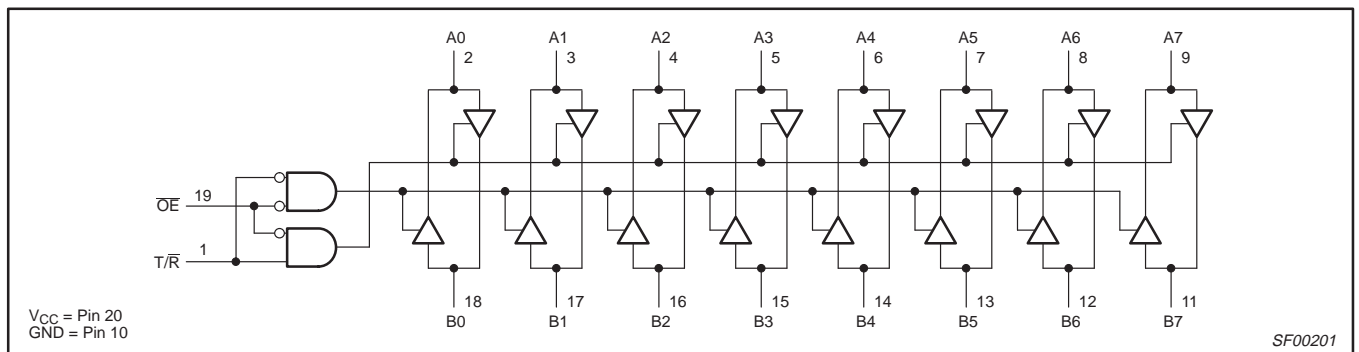 A0 A1 A2 A3 A4 A5 A6 A7
2 3 4 5 6 7 8 9
OE 19
T/R 1
18 17 16 15 14 13 12 11
B0 B1 B2 B3 B4 B5 B6 B7
VCC = Pin 20
GND = Pin 10
SF00201